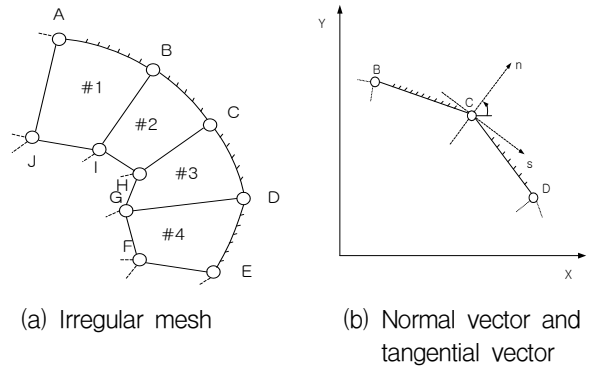 A
B
#1
C
#2
J
I
H
#3
G
D
#4
F
E
Y
n
B
C
s
D
X
(a) Irregular mesh
(b) Normal vector and
tangential vector